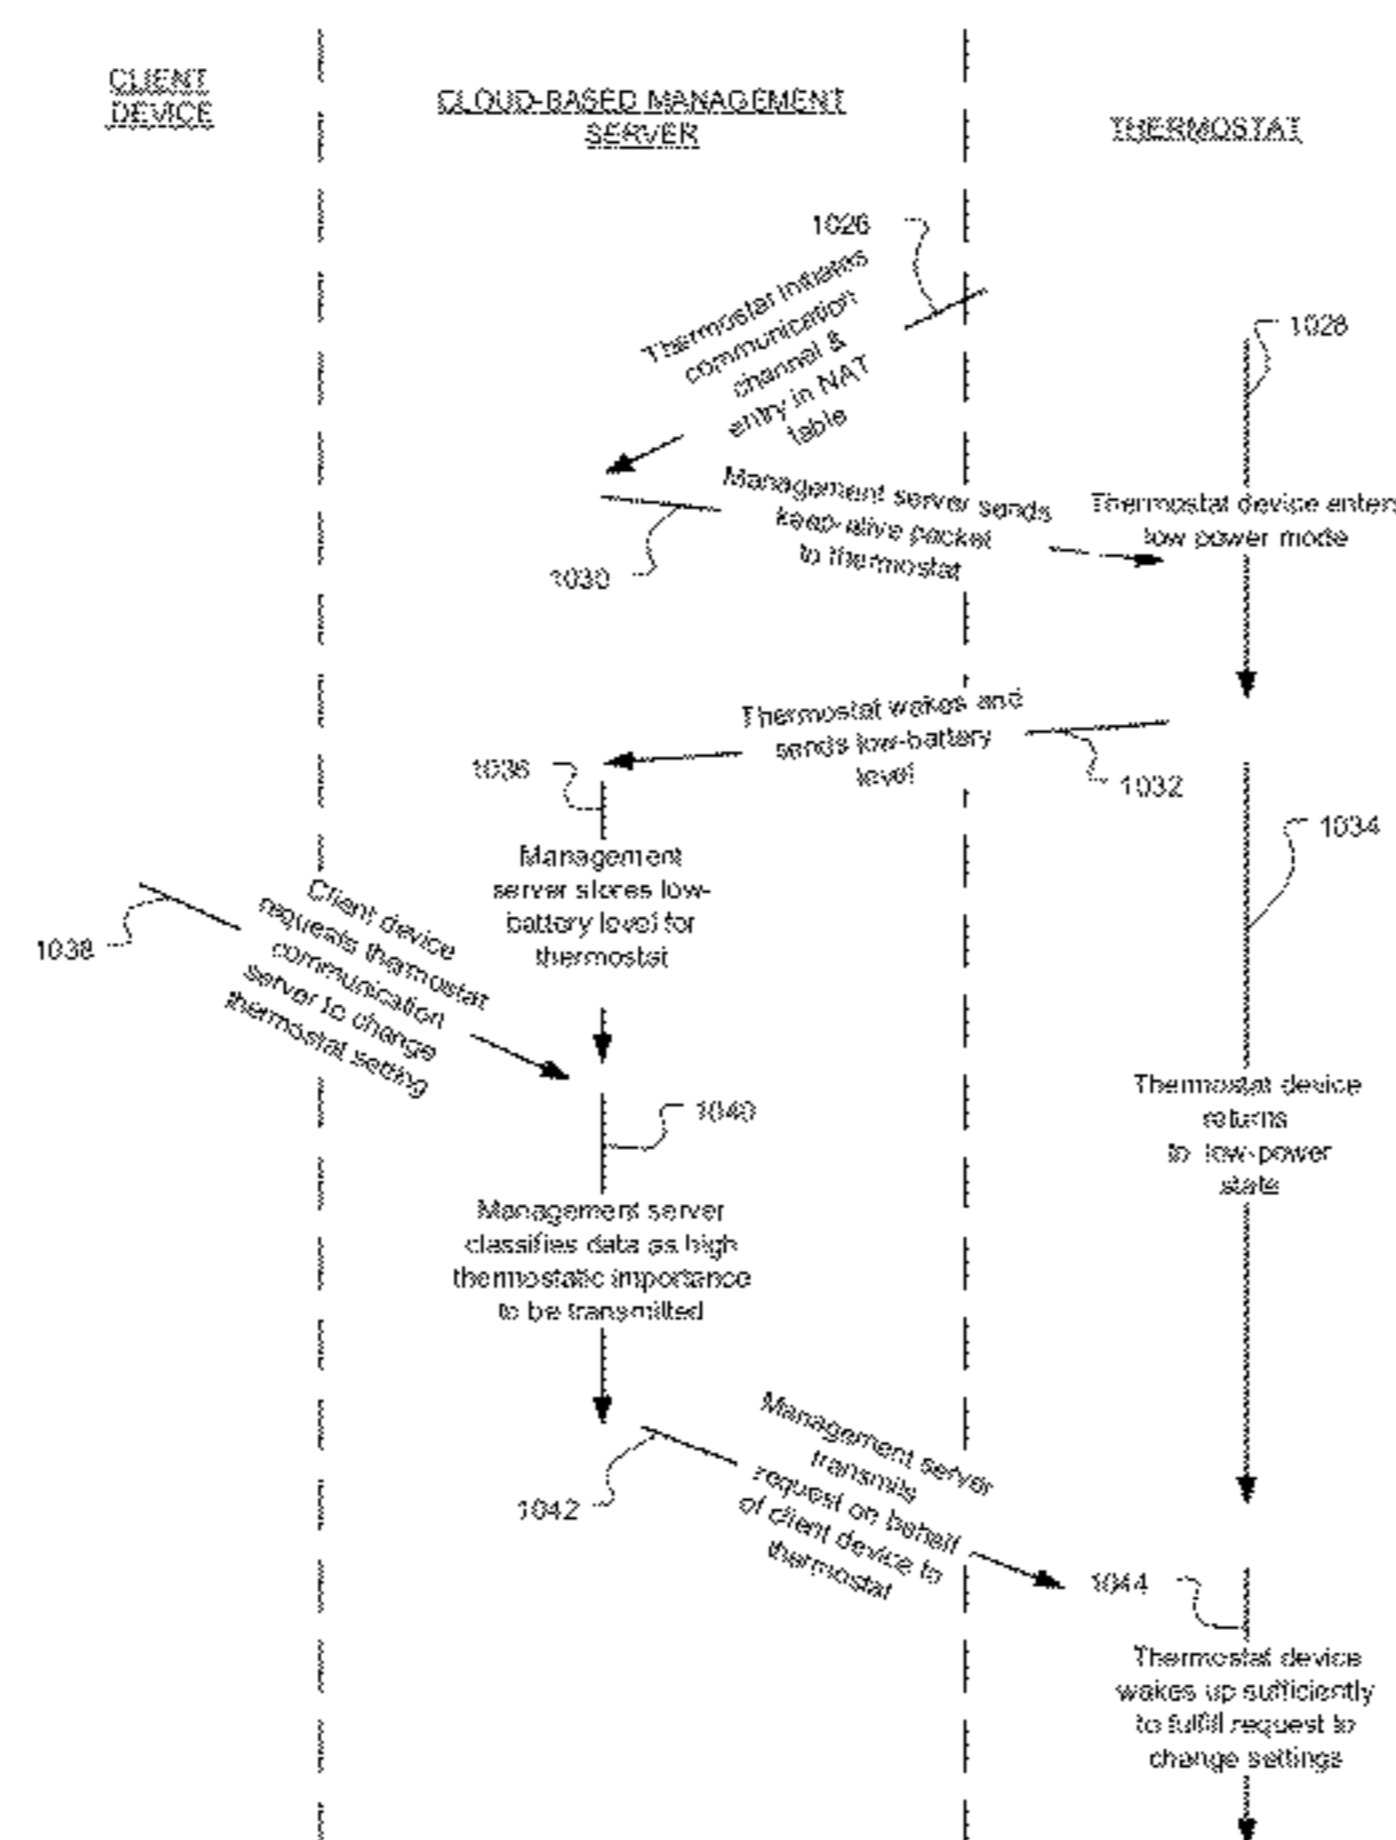 CLIENT
DEVICE
CLOUD-BASED MANAGEMENT
SERVER
THERMOSTAT
1026
Thermostat initiates
communication
channel &
entry in NAT
table
1028
Management server sends
keep-alive packet
to thermostat
1030
Thermostat device enters
low power mode
Thermostat wakes and
sends low-battery
level
1032
1036
Management
server stores low-
battery level for
thermostat
1034
1038
Client device
requests thermostat
communication
server to change
thermostat setting
1040
Thermostat device
returns
to low-power
state
Management server
classifies data as high
thermostatic importance
to be transmitted
Management server
transmits
request on behalf
of client device to
thermostat
1042
1044
Thermostat device
wakes up sufficiently
to fulfill request to
change settings